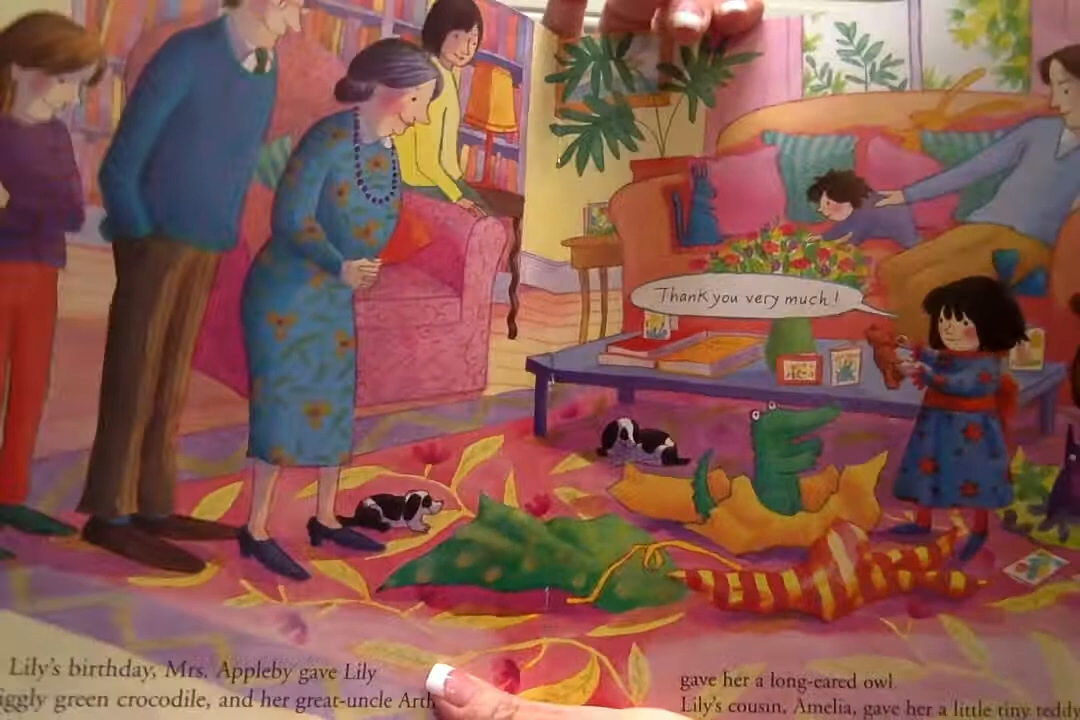 Thank you very much!
Lily's birthday, Mrs. Appleby gave Lily
iggly green crocodile, and her great-uncle Arth
gave her a long-eared owl.
Lily's cousin, Amelia, gave her a little tiny teddy